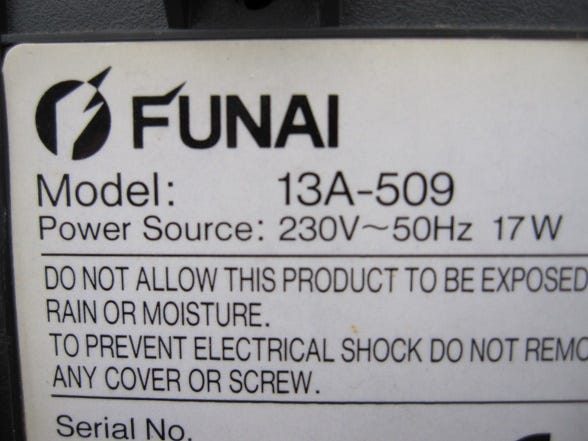 FUNAI
Model: 13A-509
Power Source: 230V~50Hz 17W
DO NOT ALLOW THIS PRODUCT TO BE EXPOSED
RAIN OR MOISTURE.
TO PREVENT ELECTRICAL SHOCK DO NOT REMO
ANY COVER OR SCREW.
Serial No.